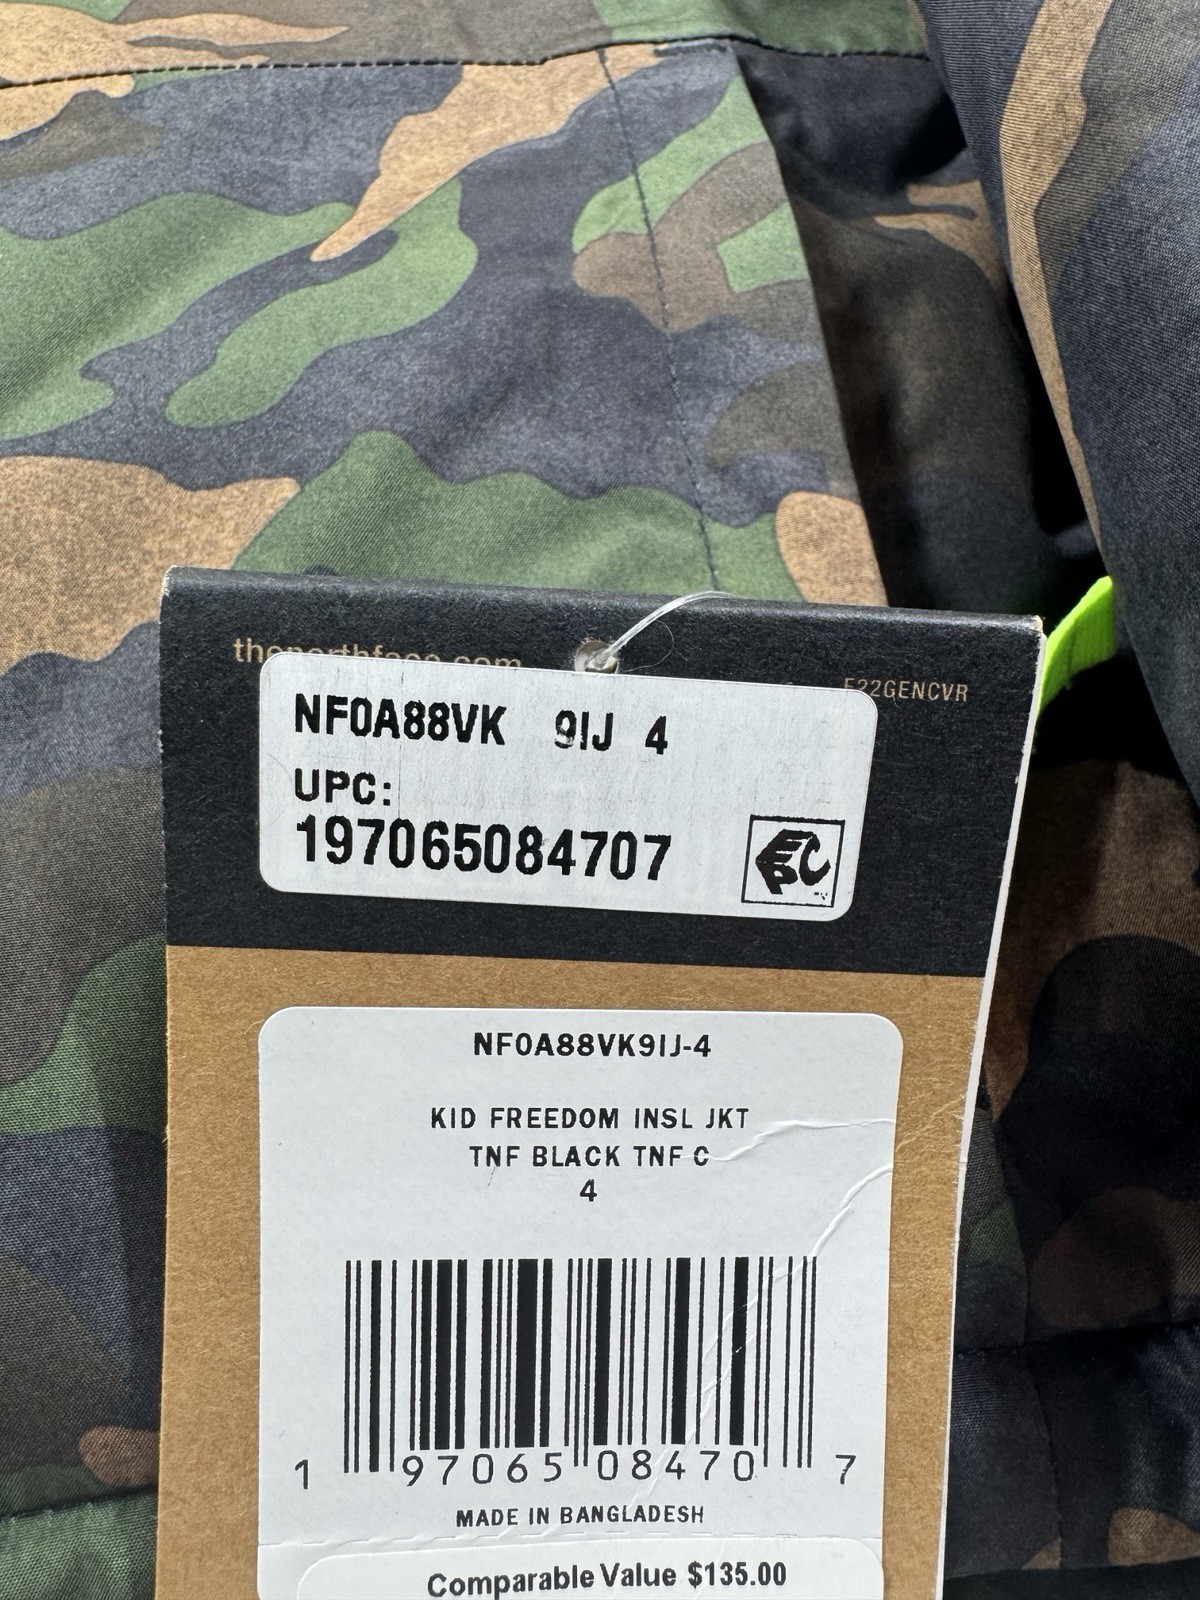 thenorthface.com
F22GENCVR
NF0A88VK 9IJ 4
UPC:
197065084707
NF0A88VK9IJ-4
KID FREEDOM INSL JKT
TNF BLACK TNF C
4
1 97065 08470 7
MADE IN BANGLADESH
Comparable Value $135.00